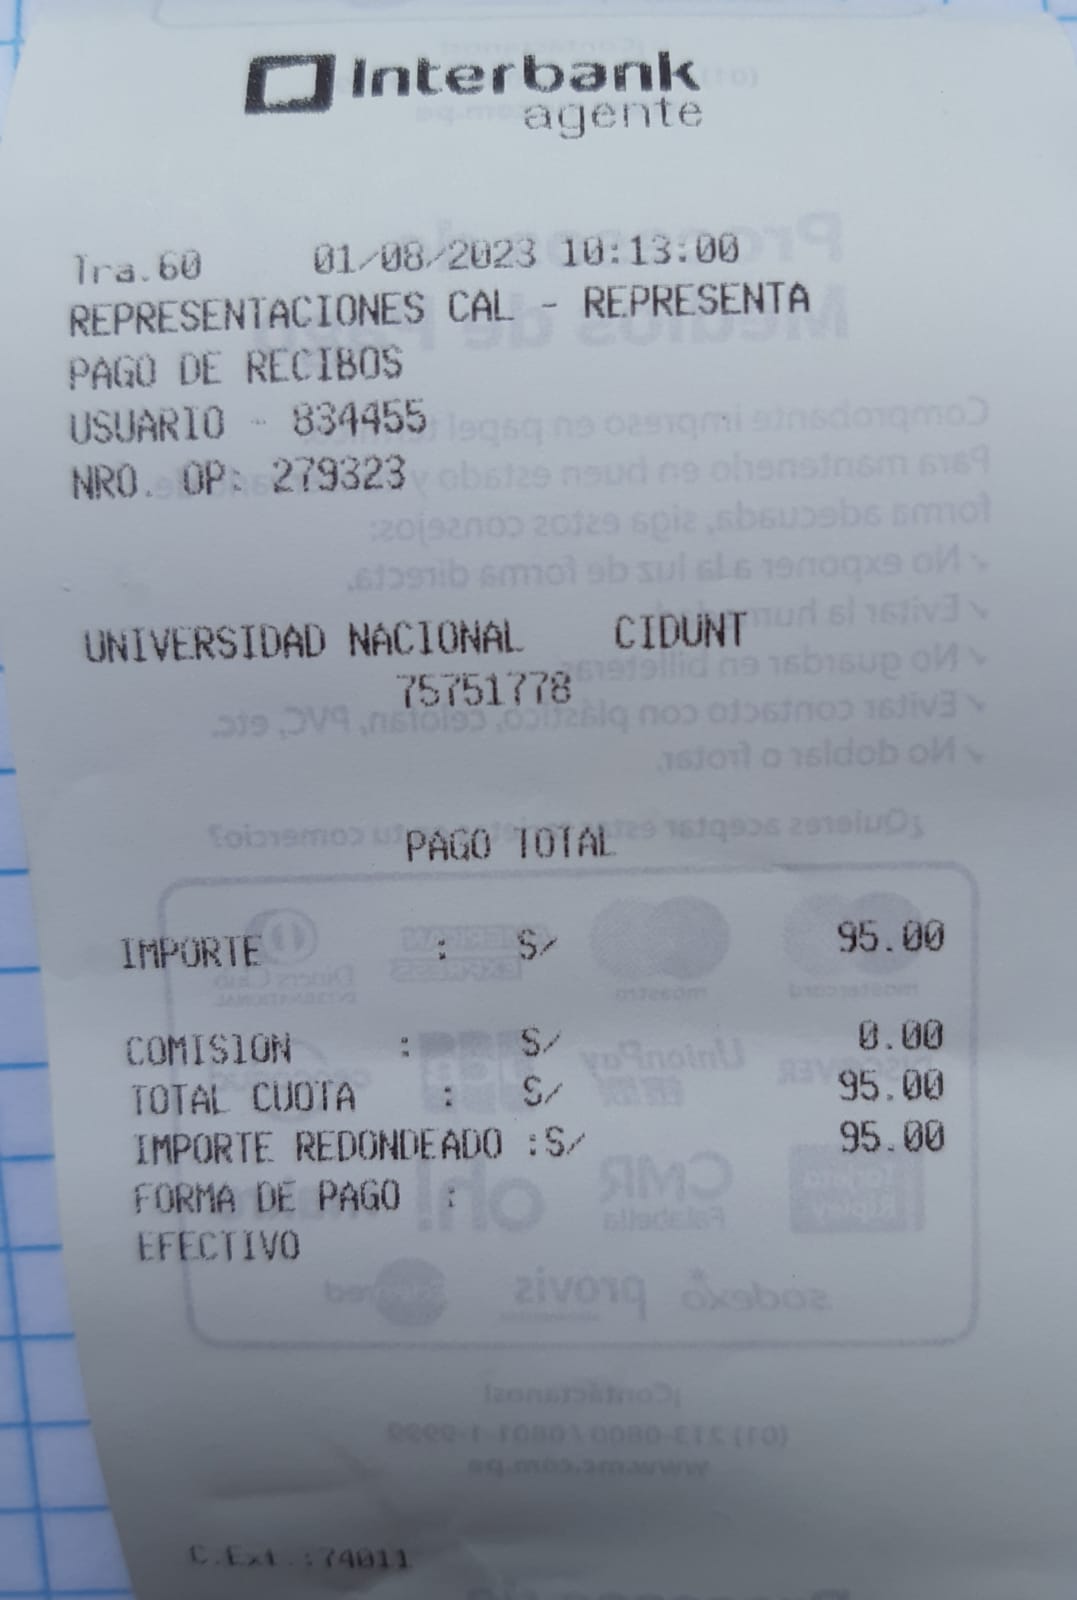 Interbank
agente
Tra.60 01/08/2023 10:13:00
REPRESENTACIONES CAL - REPRESENTA
PAGO DE RECIBOS
USUARIO - 834455
NRO. OP: 279323
UNIVERSIDAD NACIONAL CIDUNT
75751778
PAGO TOTAL
IMPORTE : S/ 95.00
COMISION : S/ 0.00
TOTAL CUOTA : S/ 95.00
IMPORTE REDONDEADO :S/ 95.00
FORMA DE PAGO :
EFECTIVO
C.Ext.:74011